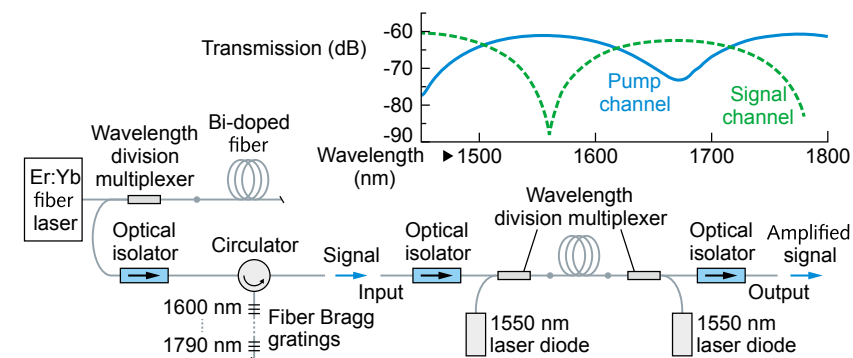 Transmission (dB)
-60
-70
-80
-90
Pump
channel
Signal
channel
Wavelength
(nm)
1500
1600
1700
1800
Er:Yb
fiber
laser
Wavelength
division
multiplexer
Bi-doped
fiber
Optical
isolator
Circulator
1600 nm
1790 nm
Fiber Bragg
gratings
Signal
Input
Optical
isolator
Wavelength
division multiplexer
1550 nm
laser diode
1550 nm
laser diode
Optical
isolator
Amplified
signal
Output